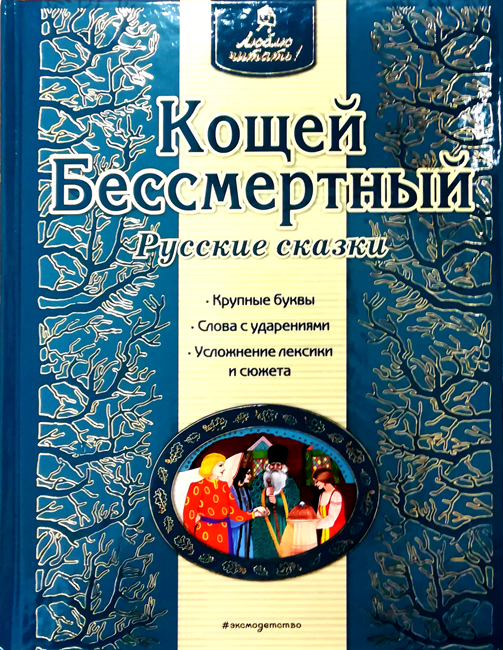 Люблю
читать!
Кощей
Бессмертный
Русские сказки
· Крупные буквы
· Слова с ударениями
· Усложнение лексики
и сюжета
#эксмодетство